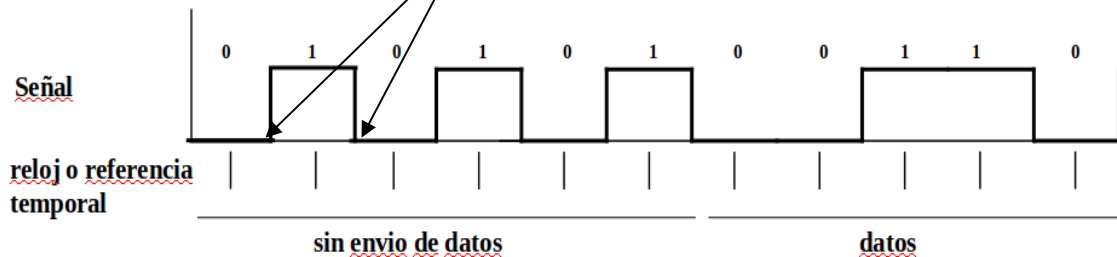 0 1 0 1 0 1 0 0 1 1 0
Señal
reloj o referencia
temporal
sin envio de datos
datos